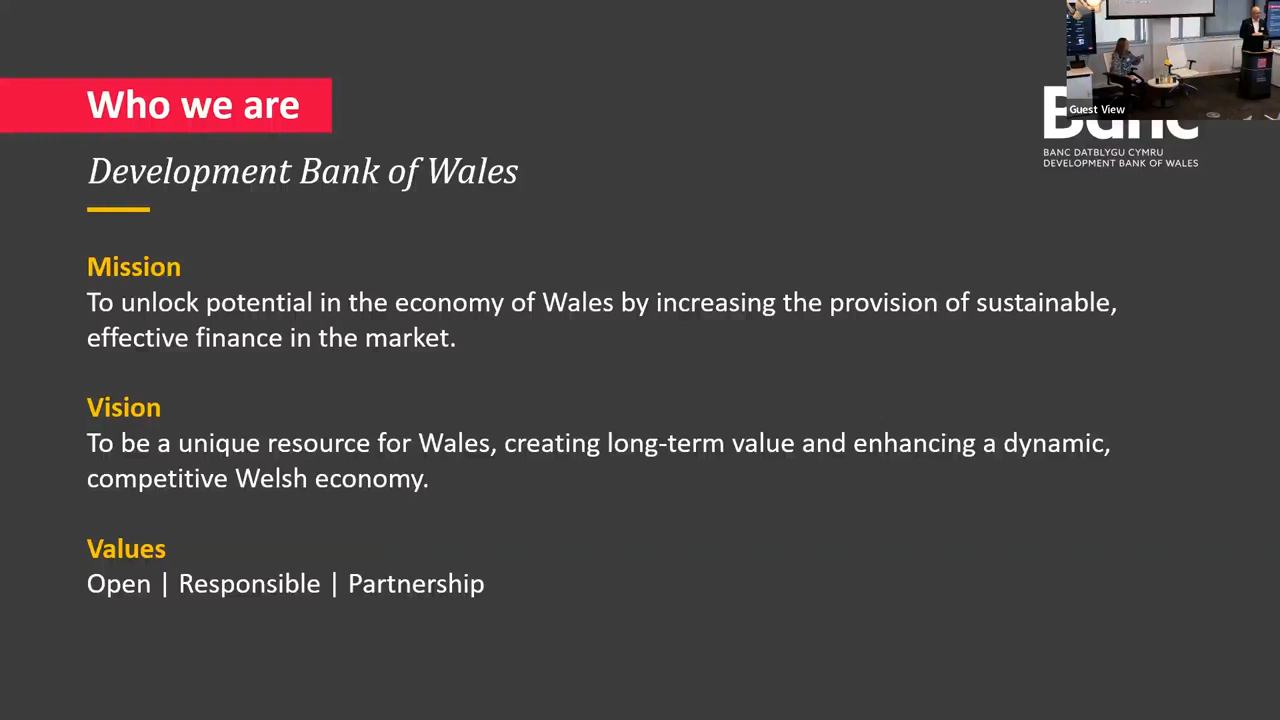 Who we are
Development Bank of Wales
Guest View
Banc
BANC DATBLYGU CYMRU
DEVELOPMENT BANK OF WALES
Mission
To unlock potential in the economy of Wales by increasing the provision of sustainable,
effective finance in the market.
Vision
To be a unique resource for Wales, creating long-term value and enhancing a dynamic,
competitive Welsh economy.
Values
Open | Responsible | Partnership